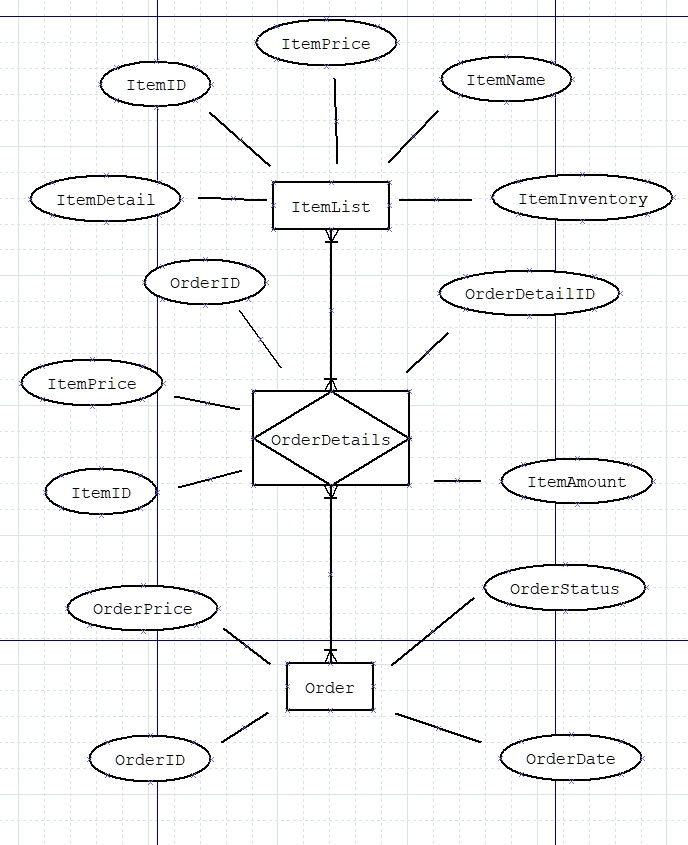 ItemPrice
ItemID
ItemName
ItemDetail
ItemList
ItemInventory
OrderID
OrderDetailID
ItemPrice
OrderDetails
ItemID
ItemAmount
OrderPrice
OrderStatus
Order
OrderID
OrderDate